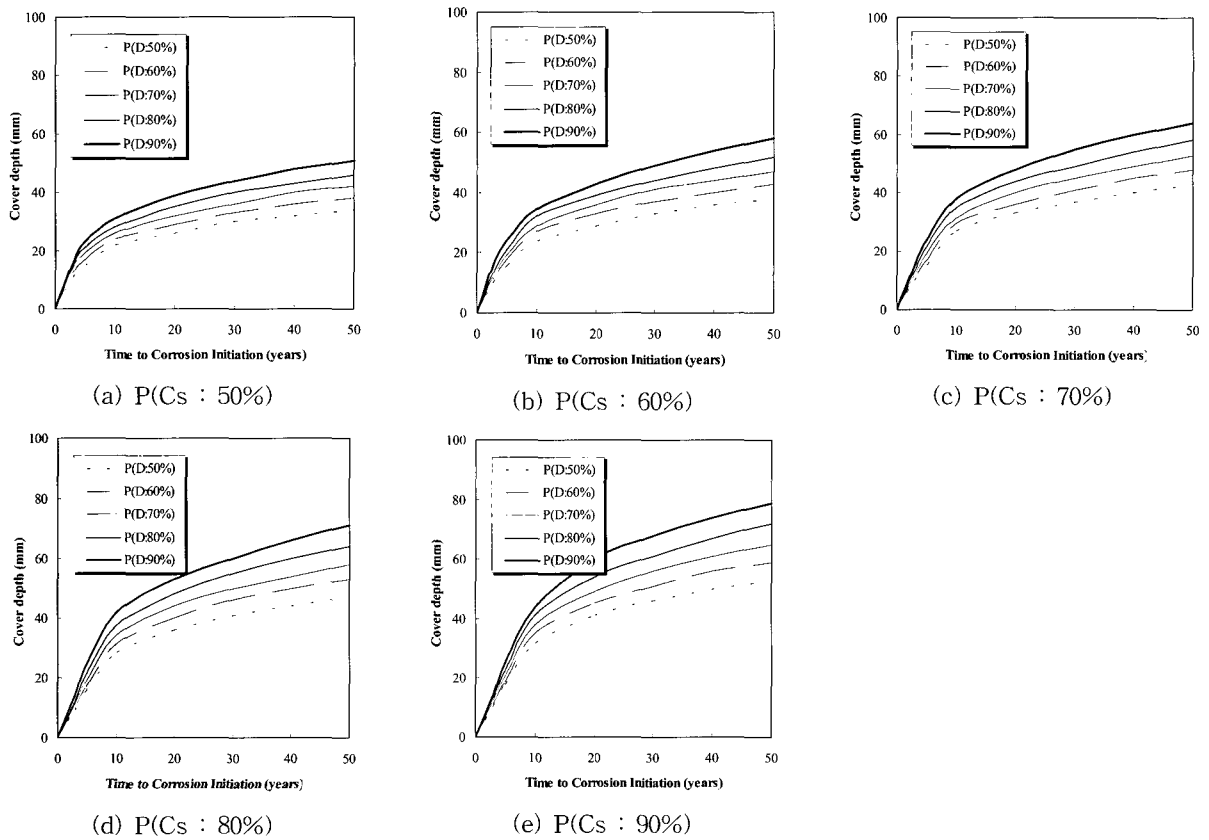 100
80
60
40
20
0
Cover depth (mm)
P(D:50%)
P(D:60%)
P(D:70%)
P(D:80%)
P(D:90%)
0 10 20 30 40 50
Time to Corrosion Initiation (years)
(a) P(Cs : 50%)
100
80
60
40
20
0
Cover depth (mm)
P(D:50%)
P(D:60%)
P(D:70%)
P(D:80%)
P(D:90%)
0 10 20 30 40 50
Time to Corrosion Initiation (years)
(b) P(Cs : 60%)
100
80
60
40
20
0
Cover depth (mm)
P(D:50%)
P(D:60%)
P(D:70%)
P(D:80%)
P(D:90%)
0 10 20 30 40 50
Time to Corrosion Initiation (years)
(c) P(Cs : 70%)
100
80
60
40
20
0
Cover depth (mm)
P(D:50%)
P(D:60%)
P(D:70%)
P(D:80%)
P(D:90%)
0 10 20 30 40 50
Time to Corrosion Initiation (years)
(d) P(Cs : 80%)
100
80
60
40
20
0
Cover depth (mm)
P(D:50%)
P(D:60%)
P(D:70%)
P(D:80%)
P(D:90%)
0 10 20 30 40 50
Time to Corrosion Initiation (years)
(e) P(Cs : 90%)